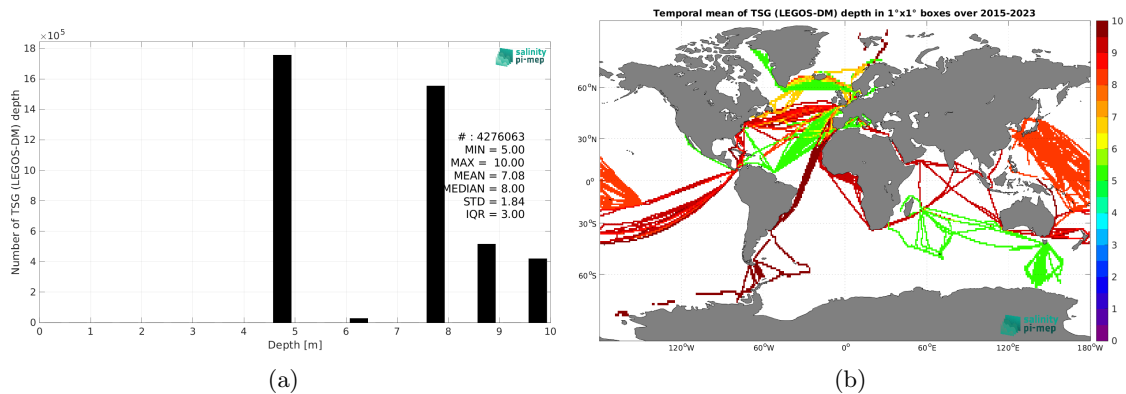 ×10⁵
18
16
14
12
10
8
6
4
2
0
Number of TSG (LEGOS-DM) depth
salinity
pi-mep
# : 4276063
MIN = 5.00
MAX = 10.00
MEAN = 7.08
MEDIAN = 8.00
STD = 1.84
IQR = 3.00
0 1 2 3 4 5 6 7 8 9 10
Depth [m]
(a)
Temporal mean of TSG (LEGOS-DM) depth in 1°x1° boxes over 2015-2023
60°N
30°N
0°
30°S
60°S
120°W 60°W 0° 60°E 120°E 180°W
salinity
pi-mep
10
9
8
7
6
5
4
3
2
1
0
(b)